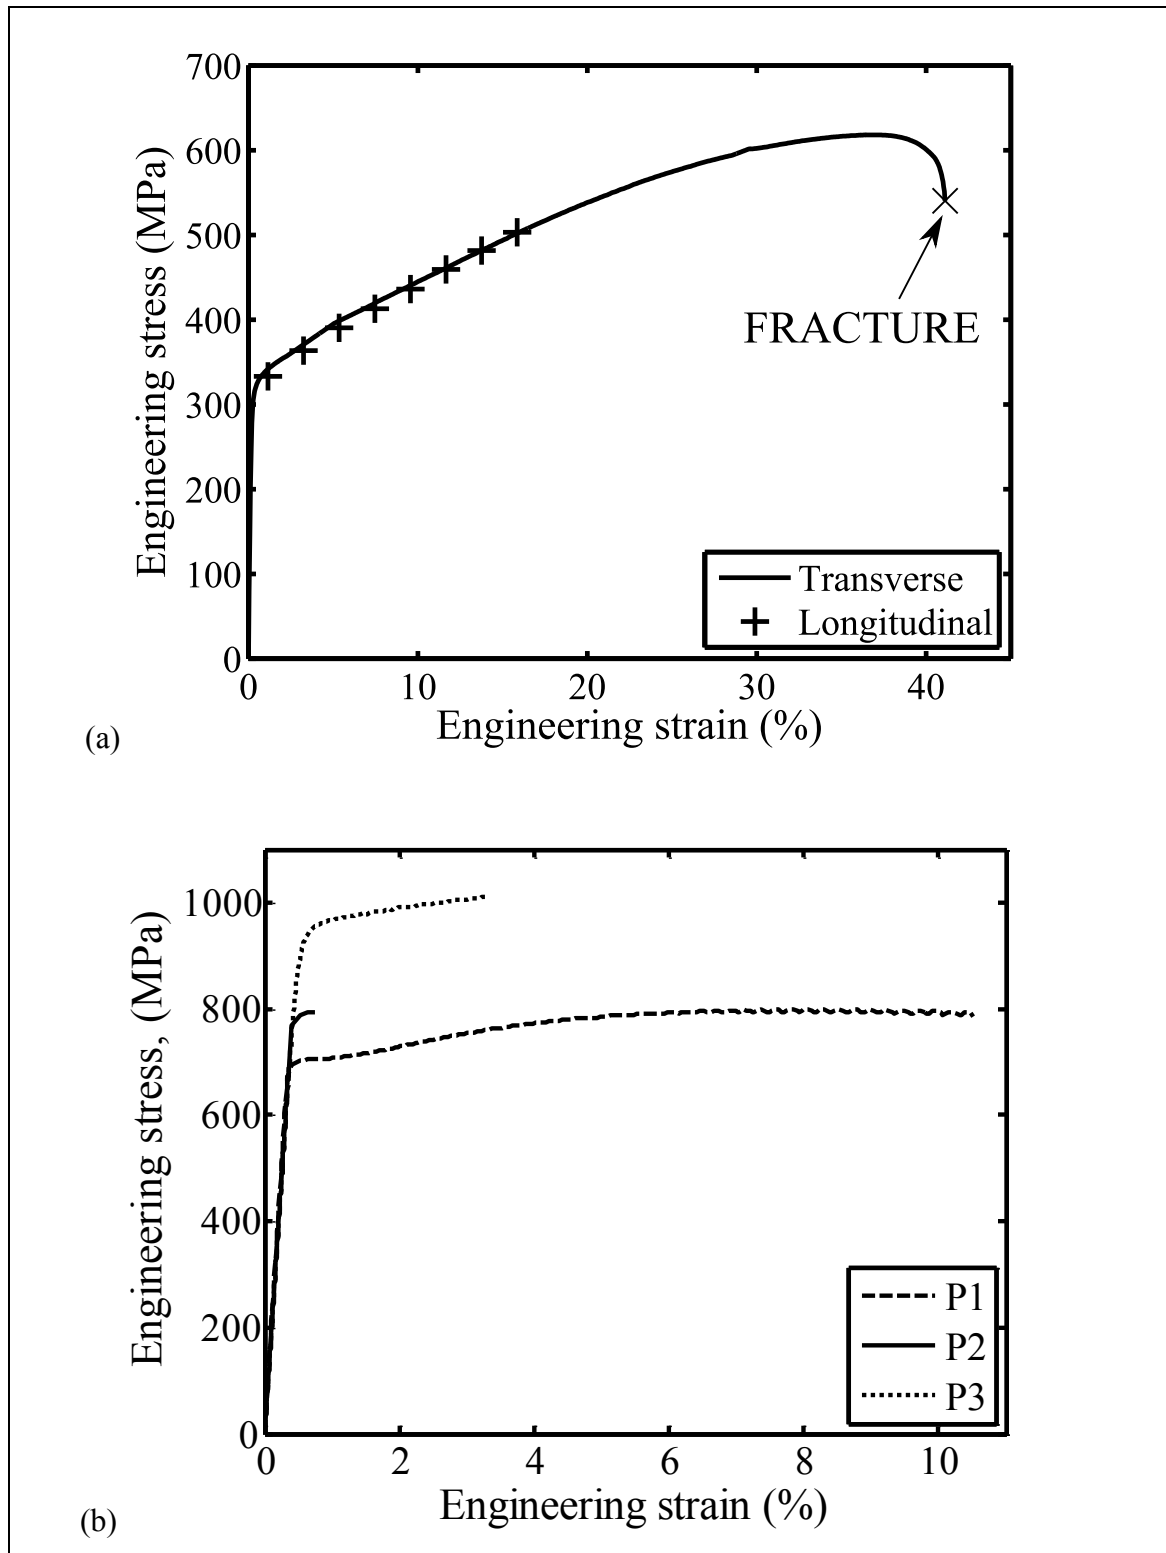 700
600
500
400
300
200
100
0
Engineering stress (MPa)
FRACTURE
Transverse
Longitudinal
0 10 20 30 40
Engineering strain (%)
(a)
1000
800
600
400
200
0
Engineering stress, (MPa)
P1
P2
P3
0 2 4 6 8 10
Engineering strain (%)
(b)